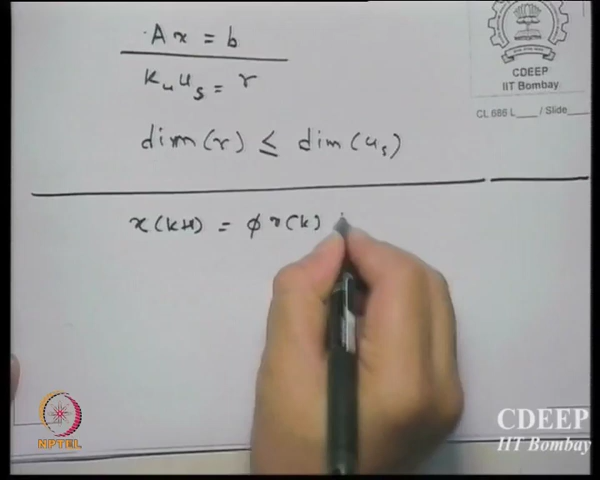 Ax = b
K_u u_s = r
dim(r) ≤ dim(u_s)
x(k+1) = φ x(k)
CDEEP
IIT Bombay
CL 686 L____ / Slide____
NPTEL
CDEEP
IIT Bombay